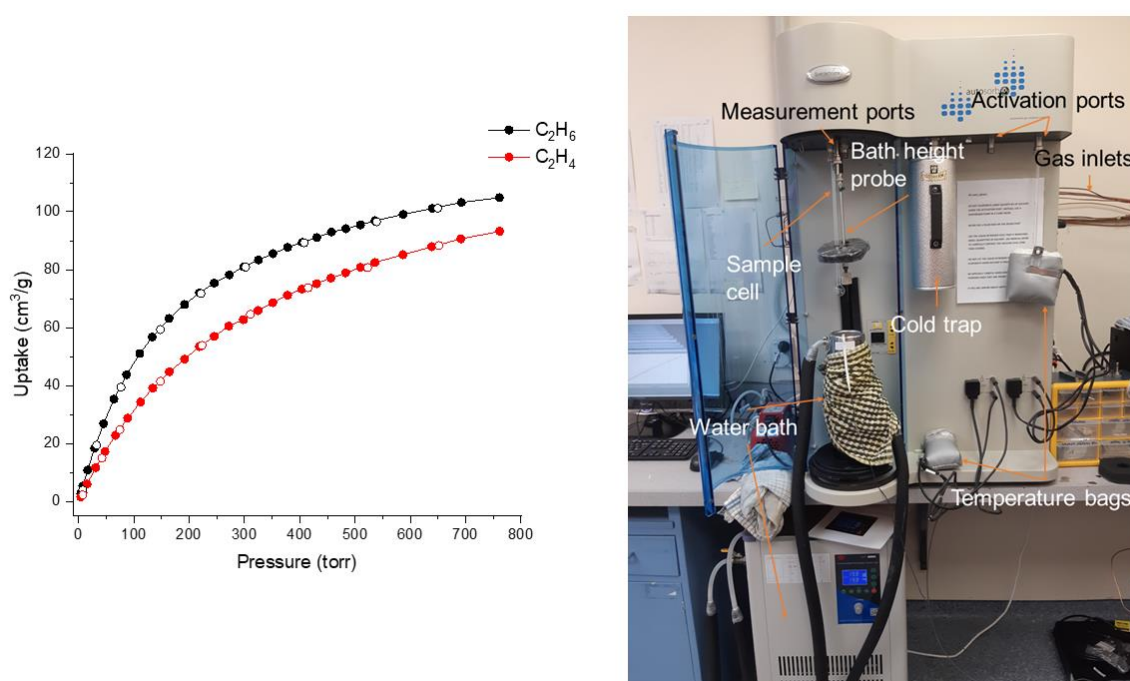 C₂H₆
C₂H₄
120
100
80
60
40
20
0
0 100 200 300 400 500 600 700 800
Uptake (cm³/g)
Pressure (torr)
Measurement ports
Activation ports
Bath height
probe
Gas inlets
Sample
cell
Cold trap
Water bath
Temperature bags